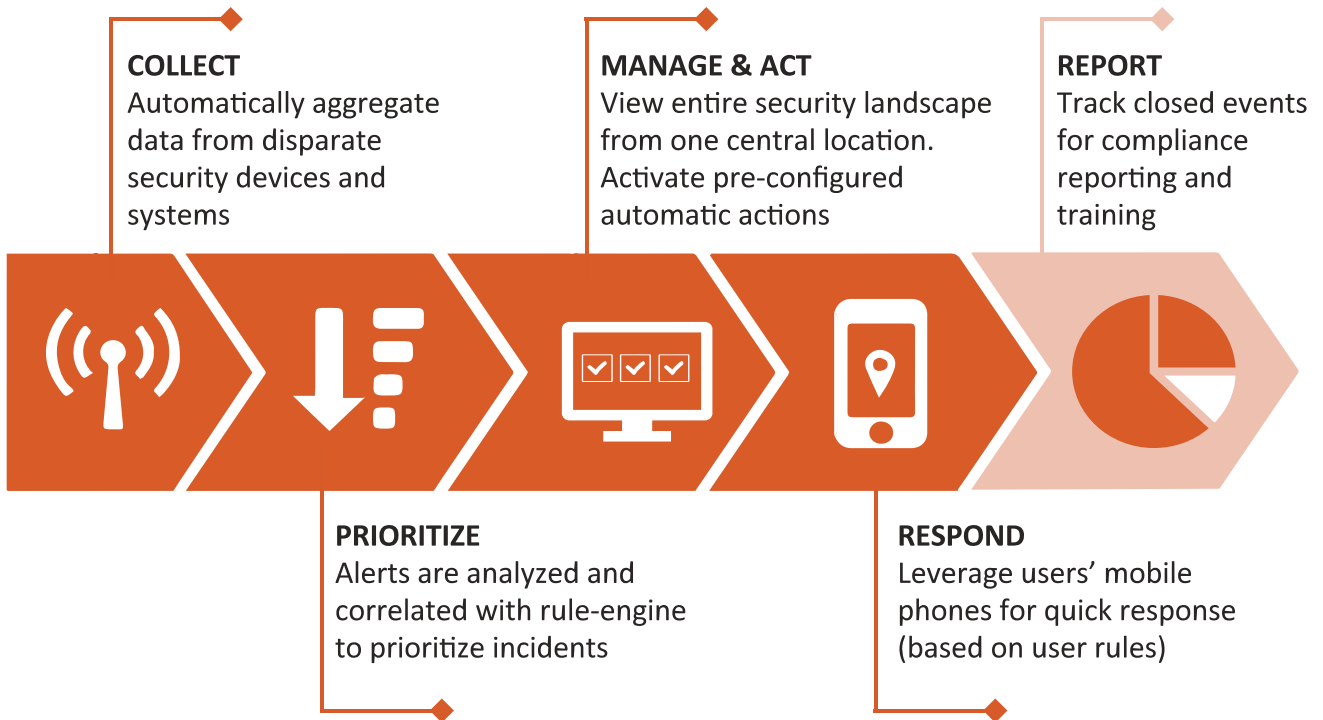 COLLECT
Automatically aggregate
data from disparate
security devices and
systems
PRIORITIZE
Alerts are analyzed and
correlated with rule-engine
to prioritize incidents
MANAGE & ACT
View entire security landscape
from one central location.
Activate pre-configured
automatic actions
RESPOND
Leverage users’ mobile
phones for quick response
(based on user rules)
REPORT
Track closed events
for compliance
reporting and
training